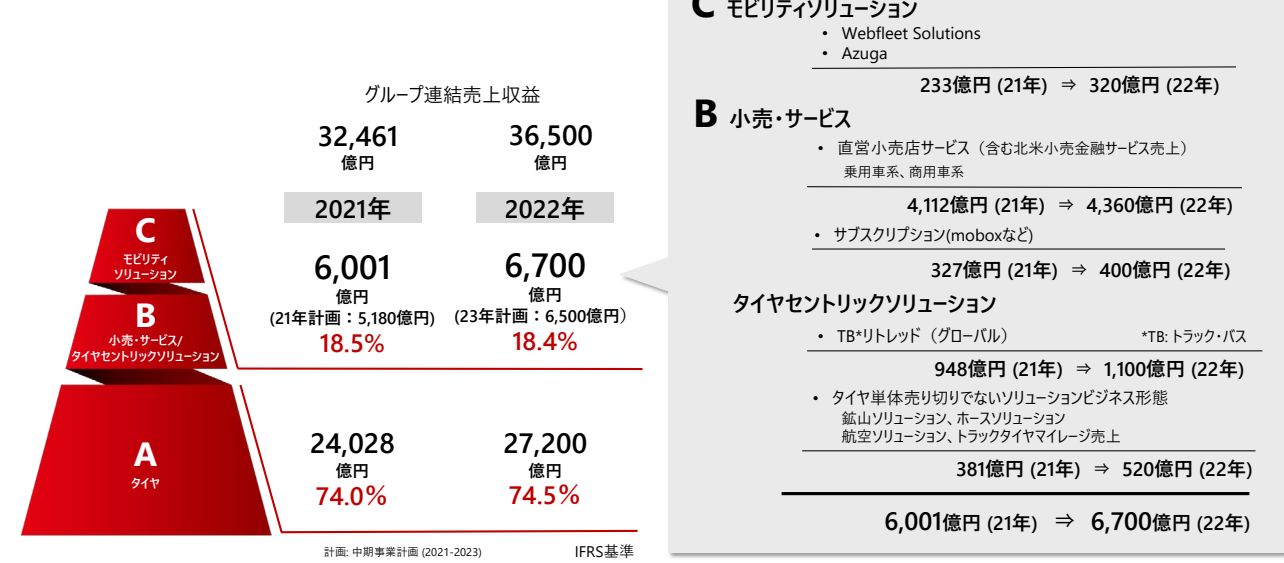 グループ連結売上収益
32,461
億円
36,500
億円
2021年
2022年
C
モビリティ
ソリューション
6,001
億円
(21年計画：5,180億円)
18.5%
6,700
億円
(23年計画：6,500億円）
18.4%
B
小売・サービス/
タイヤセントリックソリューション
A
タイヤ
24,028
億円
74.0%
27,200
億円
74.5%
計画: 中期事業計画 (2021-2023)
IFRS基準
C モビリティソリューション
• Webfleet Solutions
• Azuga
233億円 (21年) ⇒ 320億円 (22年)
B 小売・サービス
• 直営小売店サービス（含む北米小売金融サービス売上）
乗用車系、商用車系
4,112億円 (21年) ⇒ 4,360億円 (22年)
• サブスクリプション(moboxなど)
327億円 (21年) ⇒ 400億円 (22年)
タイヤセントリックソリューション
• TB*リトレッド（グローバル） *TB: トラック・バス
948億円 (21年) ⇒ 1,100億円 (22年)
• タイヤ単体売り切りでないソリューションビジネス形態
鉱山ソリューション、ホースソリューション
航空ソリューション、トラックタイヤマイレージ売上
381億円 (21年) ⇒ 520億円 (22年)
6,001億円 (21年) ⇒ 6,700億円 (22年)